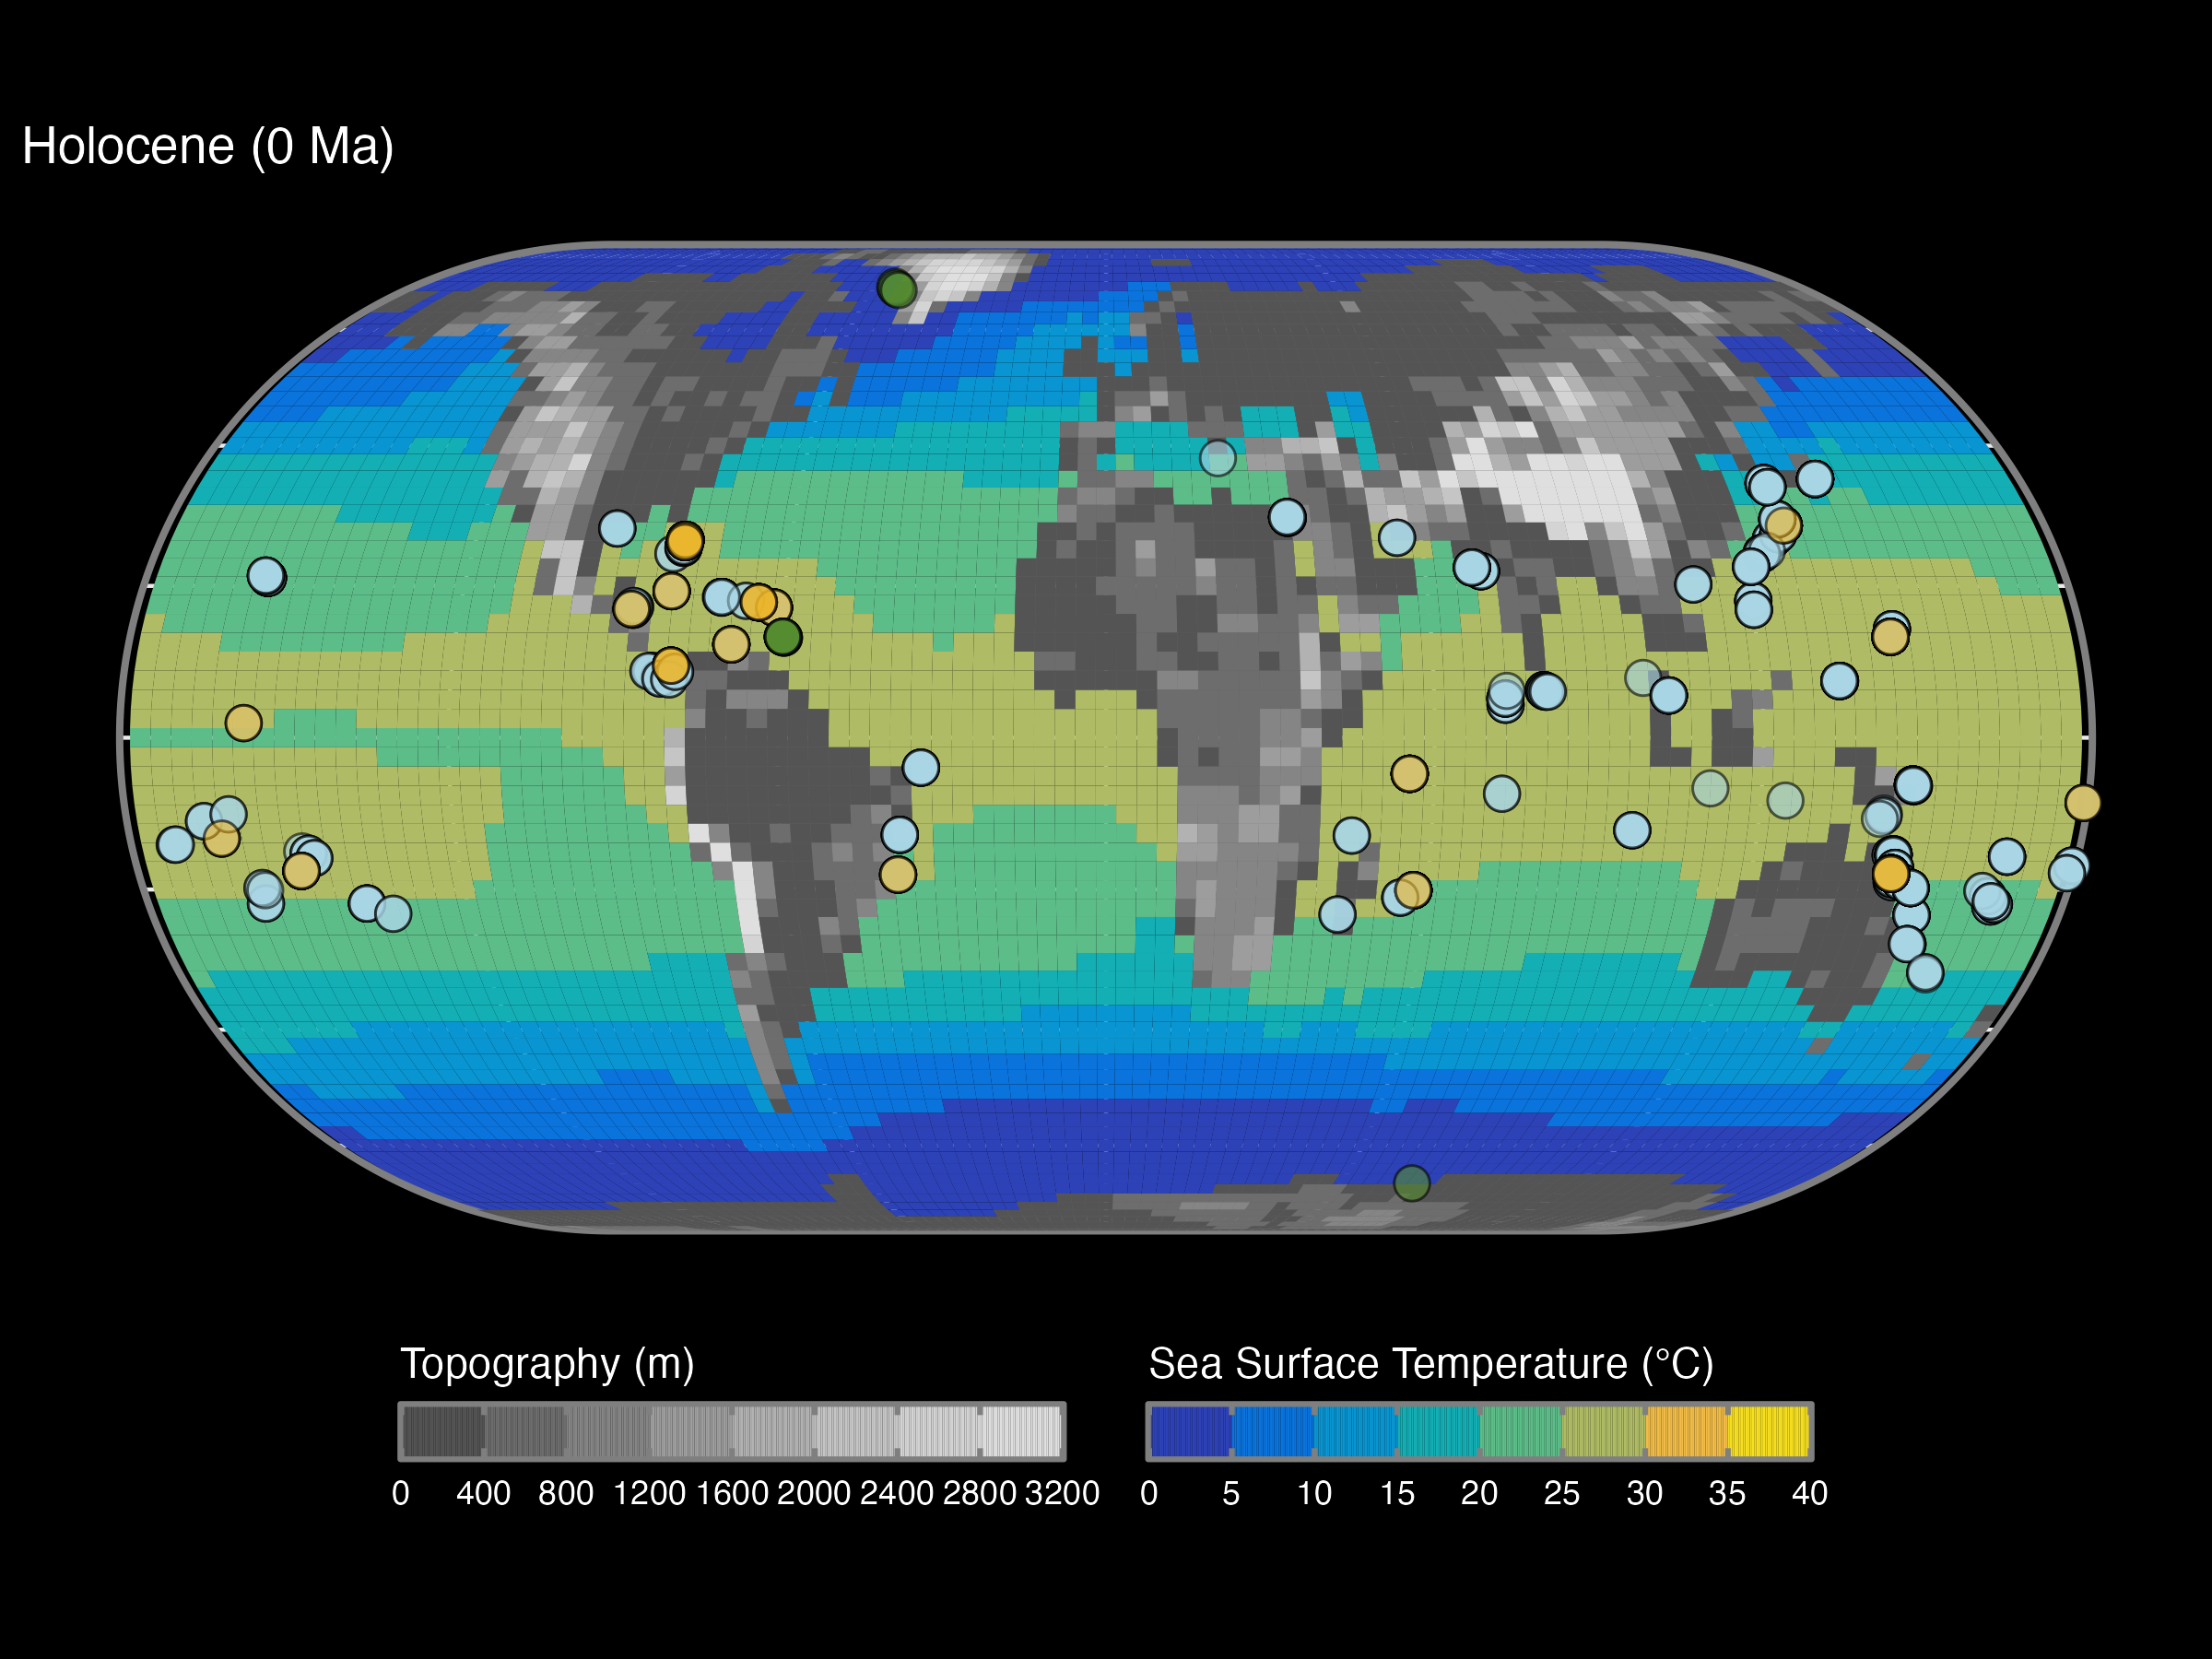 Holocene (0 Ma)
Topography (m)
0 400 800 1200 1600 2000 2400 2800 3200
Sea Surface Temperature (°C)
0 5 10 15 20 25 30 35 40